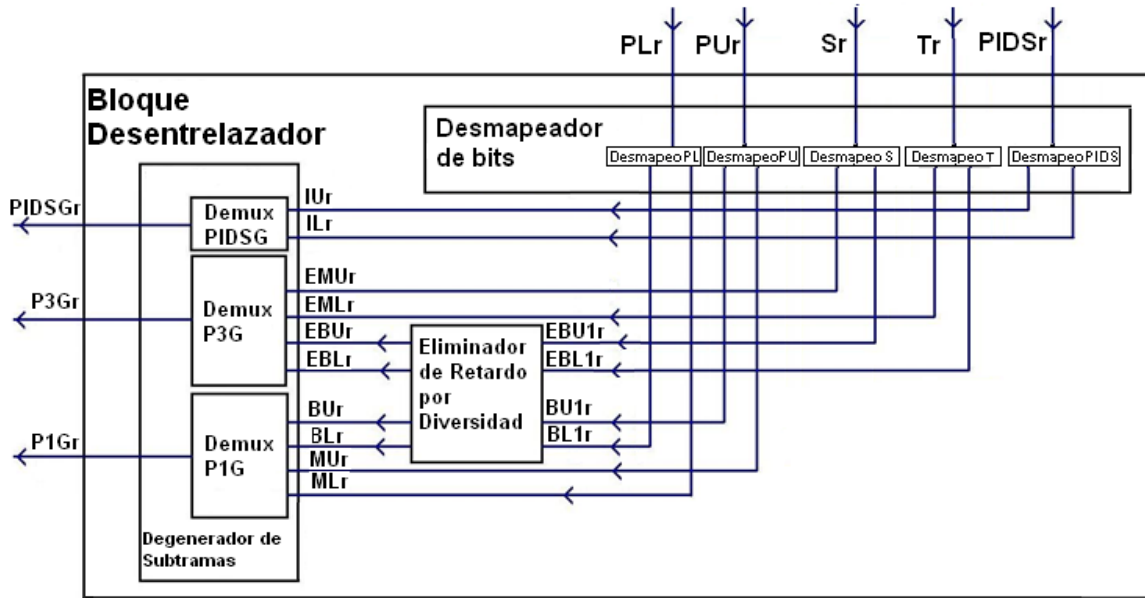 PLr PUr Sr Tr PIDSr
Bloque
Desentrelazador
Desmapeador
de bits
DesmapeoPL DesmapeoPU Desmapeo S Desmapeo T DesmapeoPIDS
PIDSGr
Demux
PIDSG
IUr
ILr
P3Gr
Demux
P3G
EMUr
EMLr
EBUr
EBLr
Eliminador
de Retardo
por
Diversidad
EBU1r
EBL1r
BU1r
BL1r
P1Gr
Demux
P1G
BUr
BLr
MUr
MLr
Degenerador de
Subtramas